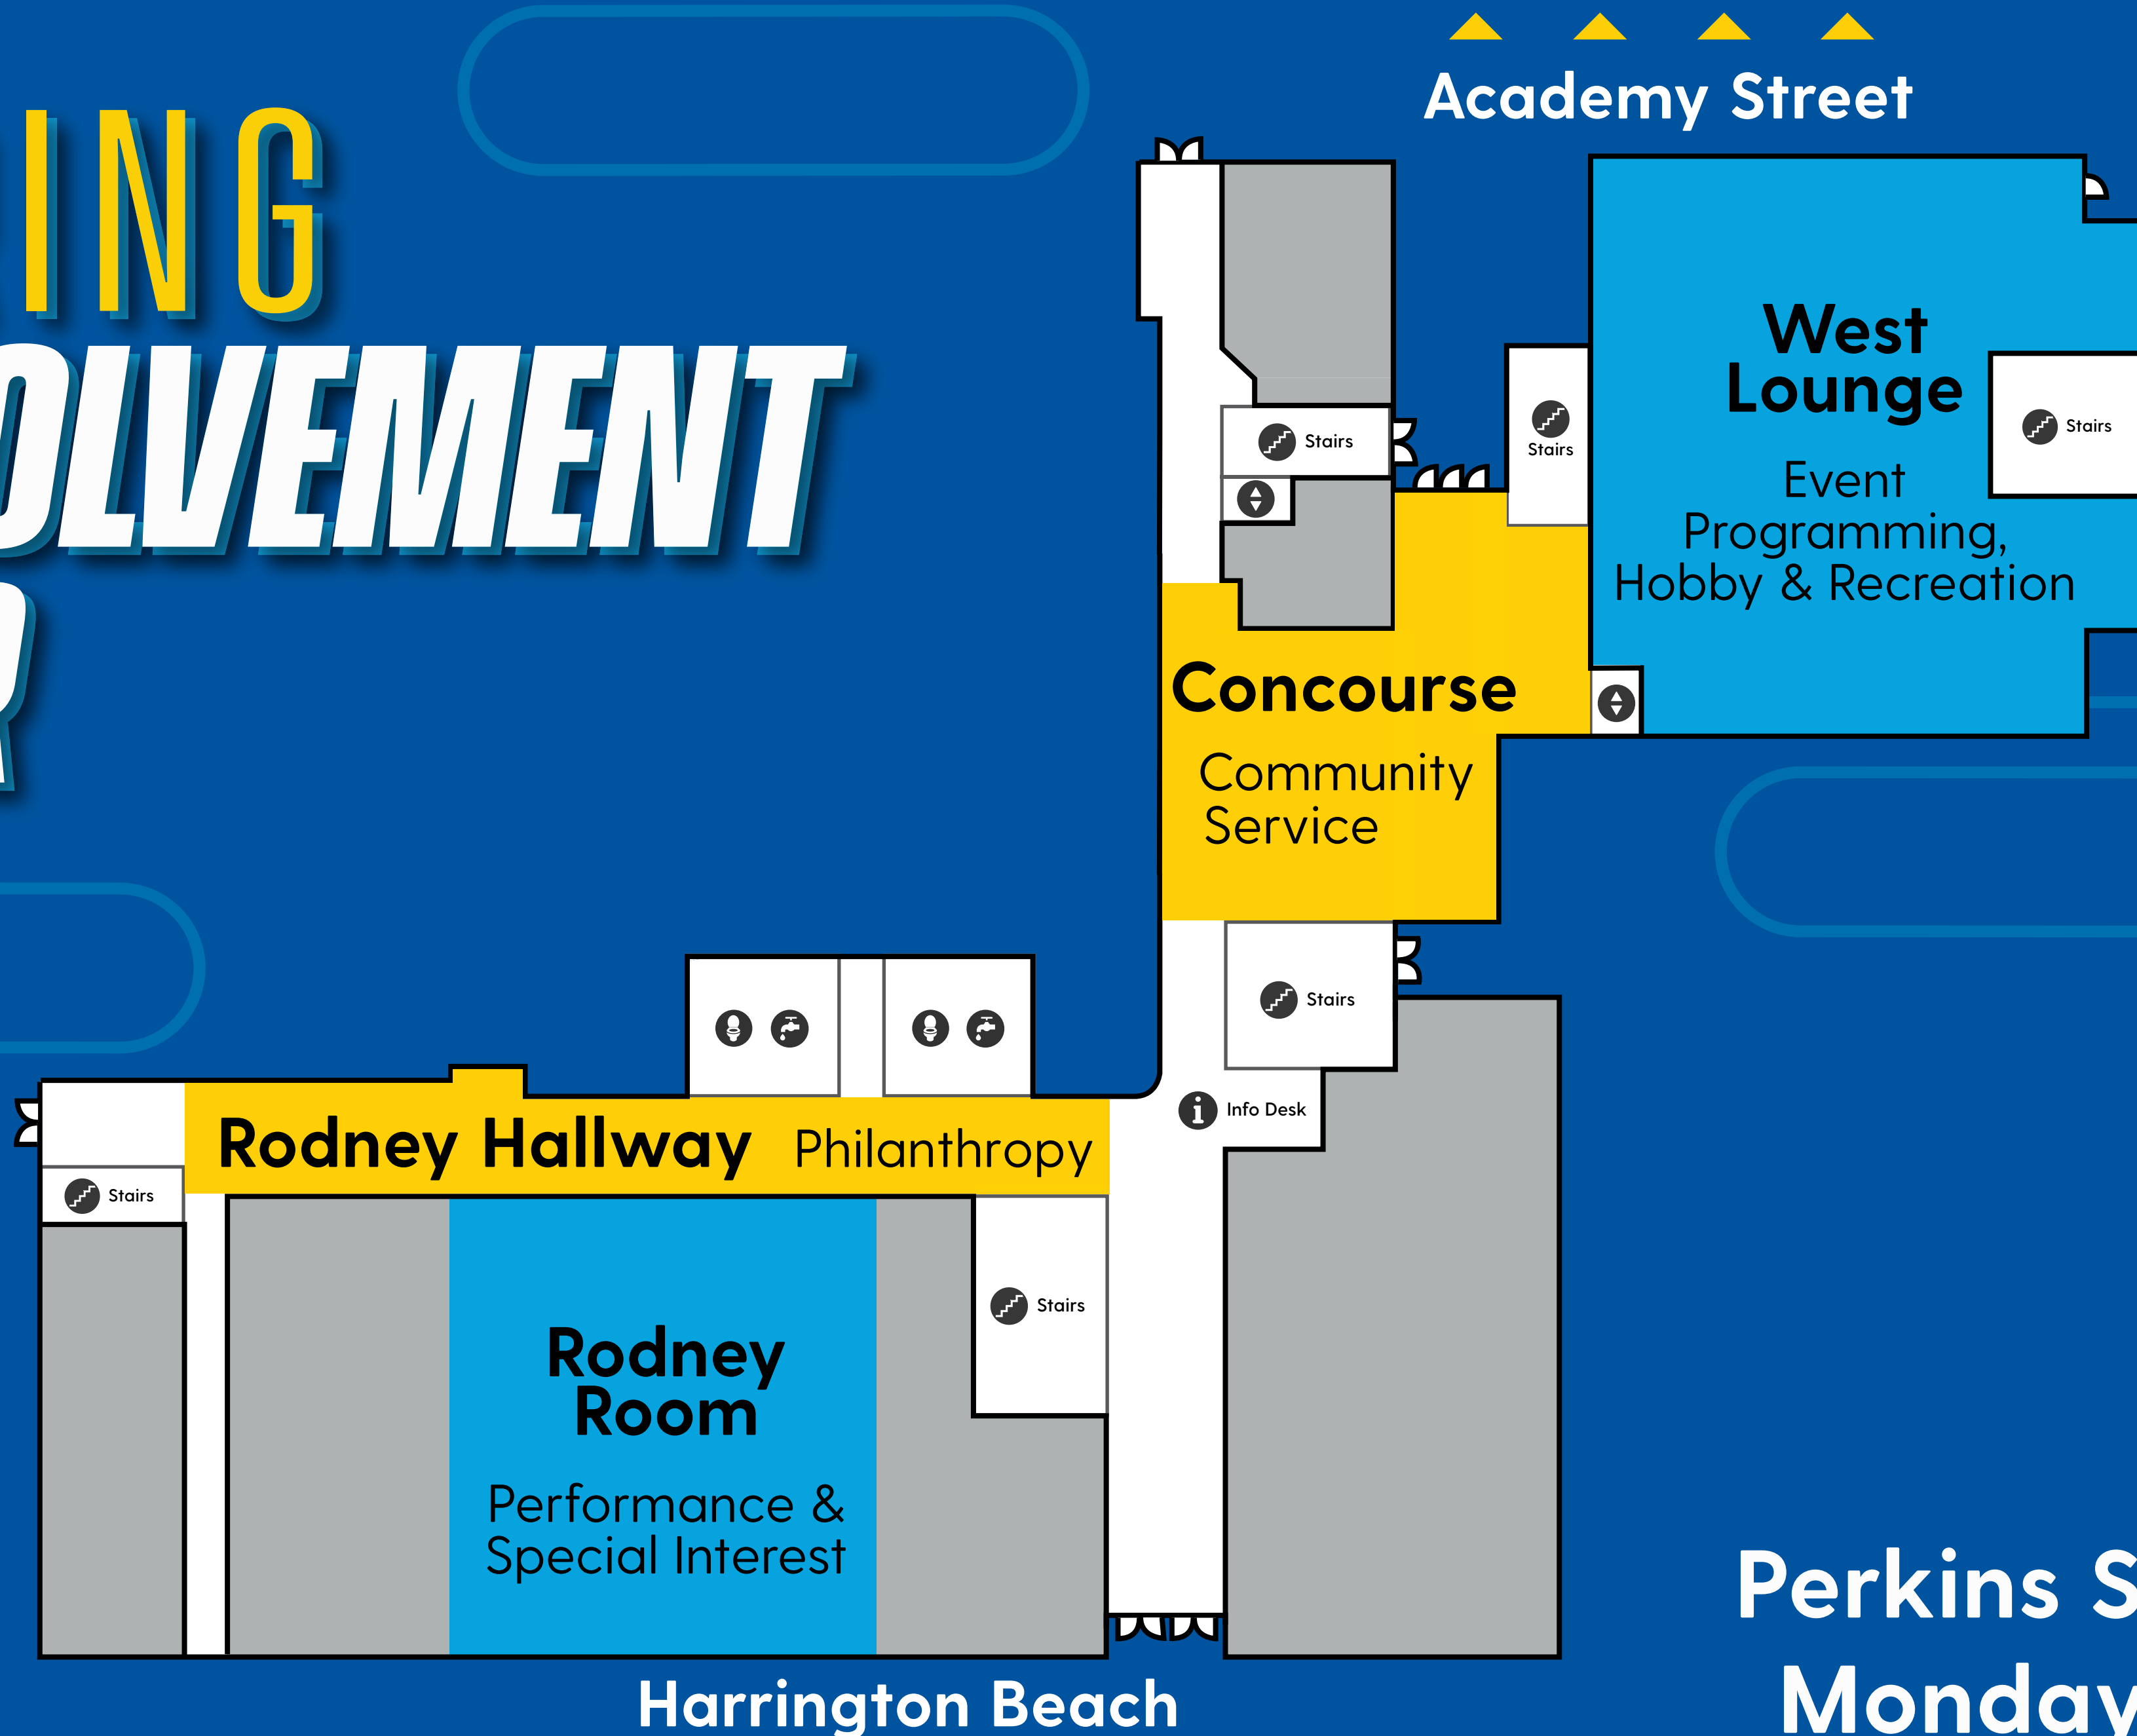 ING
OLVEMENT
R
Academy Street
West
Lounge
Event
Programming,
Hobby & Recreation
Stairs
Stairs
Stairs
Concourse
Community
Service
Stairs
Info Desk
Rodney Hallway Philanthropy
Stairs
Stairs
Rodney
Room
Performance &
Special Interest
Harrington Beach
Perkins S
Monday